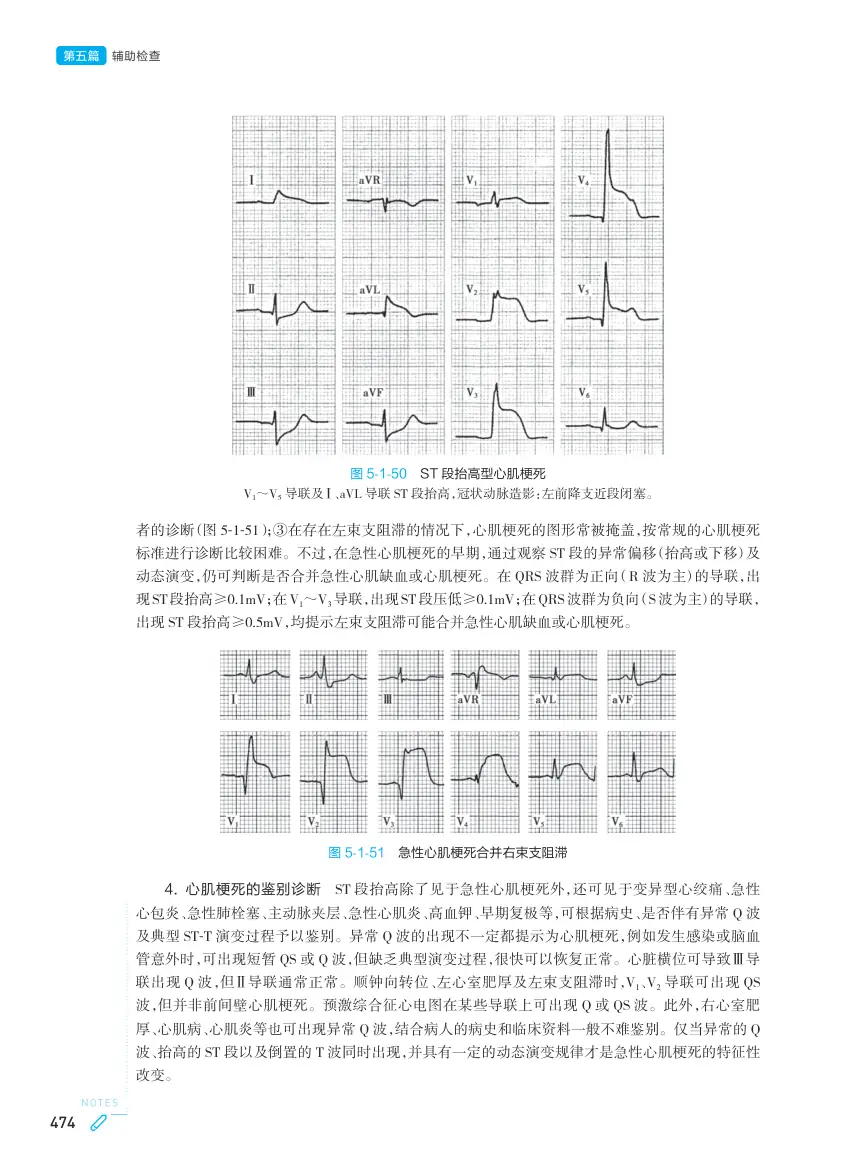 第五篇 辅助检查
Ⅰ aVR V₁ V₄
Ⅱ aVL V₂ V₅
Ⅲ aVF V₃ V₆
图 5-1-50 ST 段抬高型心肌梗死
V₁～V₅ 导联及Ⅰ、aVL 导联 ST 段抬高,冠状动脉造影:左前降支近段闭塞。
者的诊断(图 5-1-51);③在存在左束支阻滞的情况下,心肌梗死的图形常被掩盖,按常规的心肌梗死
标准进行诊断比较困难。不过,在急性心肌梗死的早期,通过观察 ST 段的异常偏移(抬高或下移)及
动态演变,仍可判断是否合并急性心肌缺血或心肌梗死。在 QRS 波群为正向(R 波为主)的导联,出
现ST段抬高≥0.1mV;在V₁～V₃导联,出现ST段压低≥0.1mV;在QRS波群为负向(S波为主)的导联,
出现 ST 段抬高≥0.5mV,均提示左束支阻滞可能合并急性心肌缺血或心肌梗死。
Ⅰ Ⅱ Ⅲ aVR aVL aVF
V₁ V₂ V₃ V₄ V₅ V₆
图 5-1-51 急性心肌梗死合并右束支阻滞
4. 心肌梗死的鉴别诊断 ST 段抬高除了见于急性心肌梗死外,还可见于变异型心绞痛、急性
心包炎、急性肺栓塞、主动脉夹层、急性心肌炎、高血钾、早期复极等,可根据病史、是否伴有异常 Q 波
及典型 ST-T 演变过程予以鉴别。异常 Q 波的出现不一定都提示为心肌梗死,例如发生感染或脑血
管意外时,可出现短暂 QS 或 Q 波,但缺乏典型演变过程,很快可以恢复正常。心脏横位可导致Ⅲ导
联出现 Q 波,但Ⅱ导联通常正常。顺钟向转位、左心室肥厚及左束支阻滞时,V₁、V₂ 导联可出现 QS
波,但并非前间壁心肌梗死。预激综合征心电图在某些导联上可出现 Q 或 QS 波。此外,右心室肥
厚、心肌病、心肌炎等也可出现异常 Q 波,结合病人的病史和临床资料一般不难鉴别。仅当异常的 Q
波、抬高的 ST 段以及倒置的 T 波同时出现,并具有一定的动态演变规律才是急性心肌梗死的特征性
改变。
NOTES
474